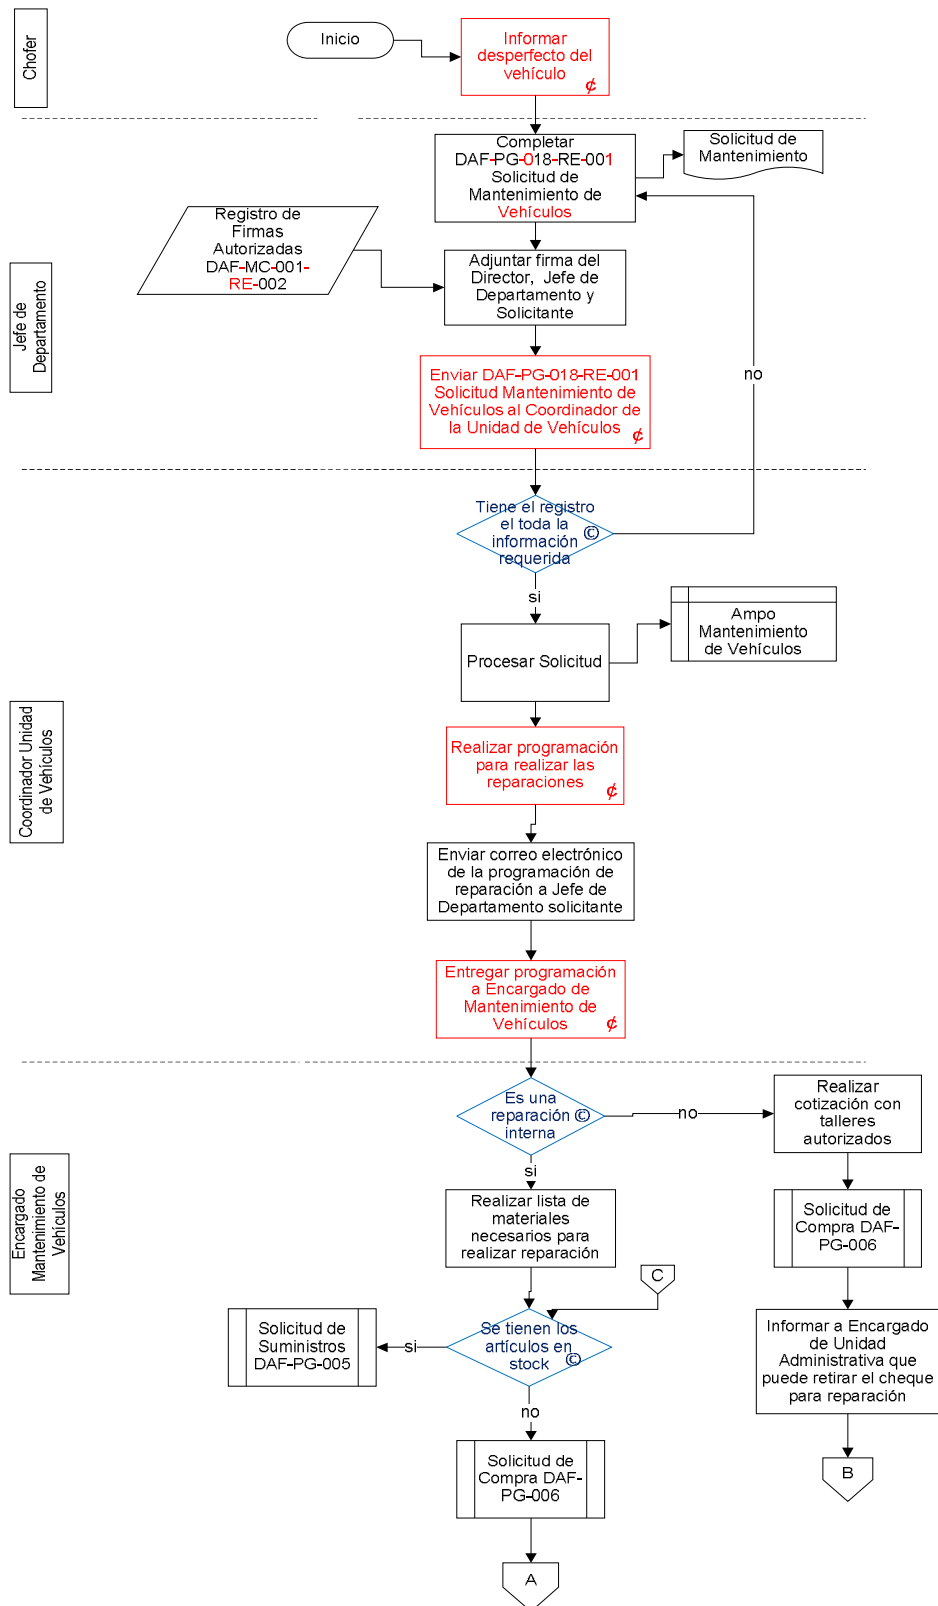 Chofer
Inicio
Informar
desperfecto del
vehículo
¢
Jefe de
Departamento
Completar
DAF-PG-018-RE-001
Solicitud de
Mantenimiento de
Vehículos
Solicitud de
Mantenimiento
Registro de
Firmas
Autorizadas
DAF-MC-001-
RE-002
Adjuntar firma del
Director, Jefe de
Departamento y
Solicitante
Enviar DAF-PG-018-RE-001
Solicitud Mantenimiento de
Vehículos al Coordinador de
la Unidad de Vehículos
¢
no
Coordinador Unidad
de Vehículos
Tiene el registro
el toda la
información ©
requerida
si
Procesar Solicitud
Ampo
Mantenimiento
de Vehículos
Realizar programación
para realizar las
reparaciones
¢
Enviar correo electrónico
de la programación de
reparación a Jefe de
Departamento solicitante
Entregar programación
a Encargado de
Mantenimiento de
Vehículos
¢
Encargado
Mantenimiento de
Vehículos
Es una
reparación ©
interna
no
Realizar
cotización con
talleres
autorizados
si
Realizar lista de
materiales
necesarios para
realizar reparación
Solicitud de
Compra DAF-
PG-006
C
Se tienen los
artículos en
stock ©
si
Solicitud de
Suministros
DAF-PG-005
Informar a Encargado
de Unidad
Administrativa que
puede retirar el cheque
para reparación
no
Solicitud de
Compra DAF-
PG-006
B
A